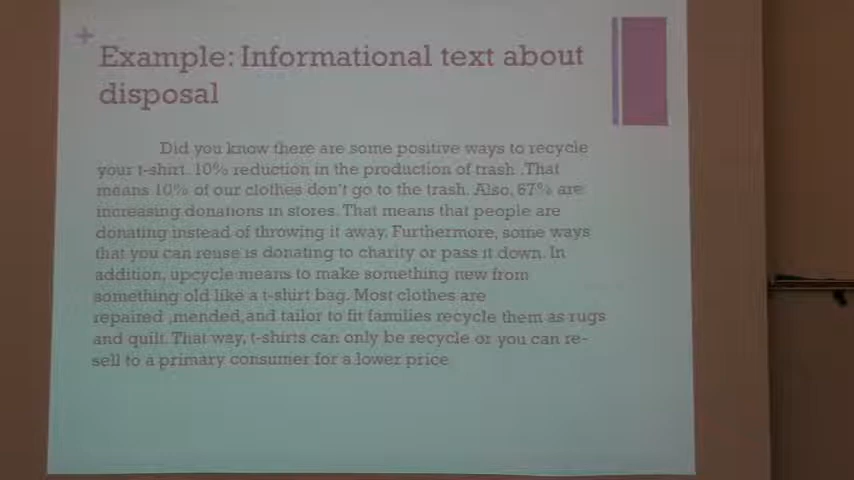 +
Example: Informational text about
disposal
Did you know there are some positive ways to recycle
your t-shirt. 10% reduction in the production of trash .That
means 10% of our clothes don't go to the trash. Also, 67% are
increasing donations in stores. That means that people are
donating instead of throwing it away. Furthermore, some ways
that you can reuse is donating to charity or pass it down. In
addition, upcycle means to make something new from
something old like a t-shirt bag. Most clothes are
repaired ,mended,and tailor to fit families recycle them as rugs
and quilt. That way, t-shirts can only be recycle or you can re-
sell to a primary consumer for a lower price